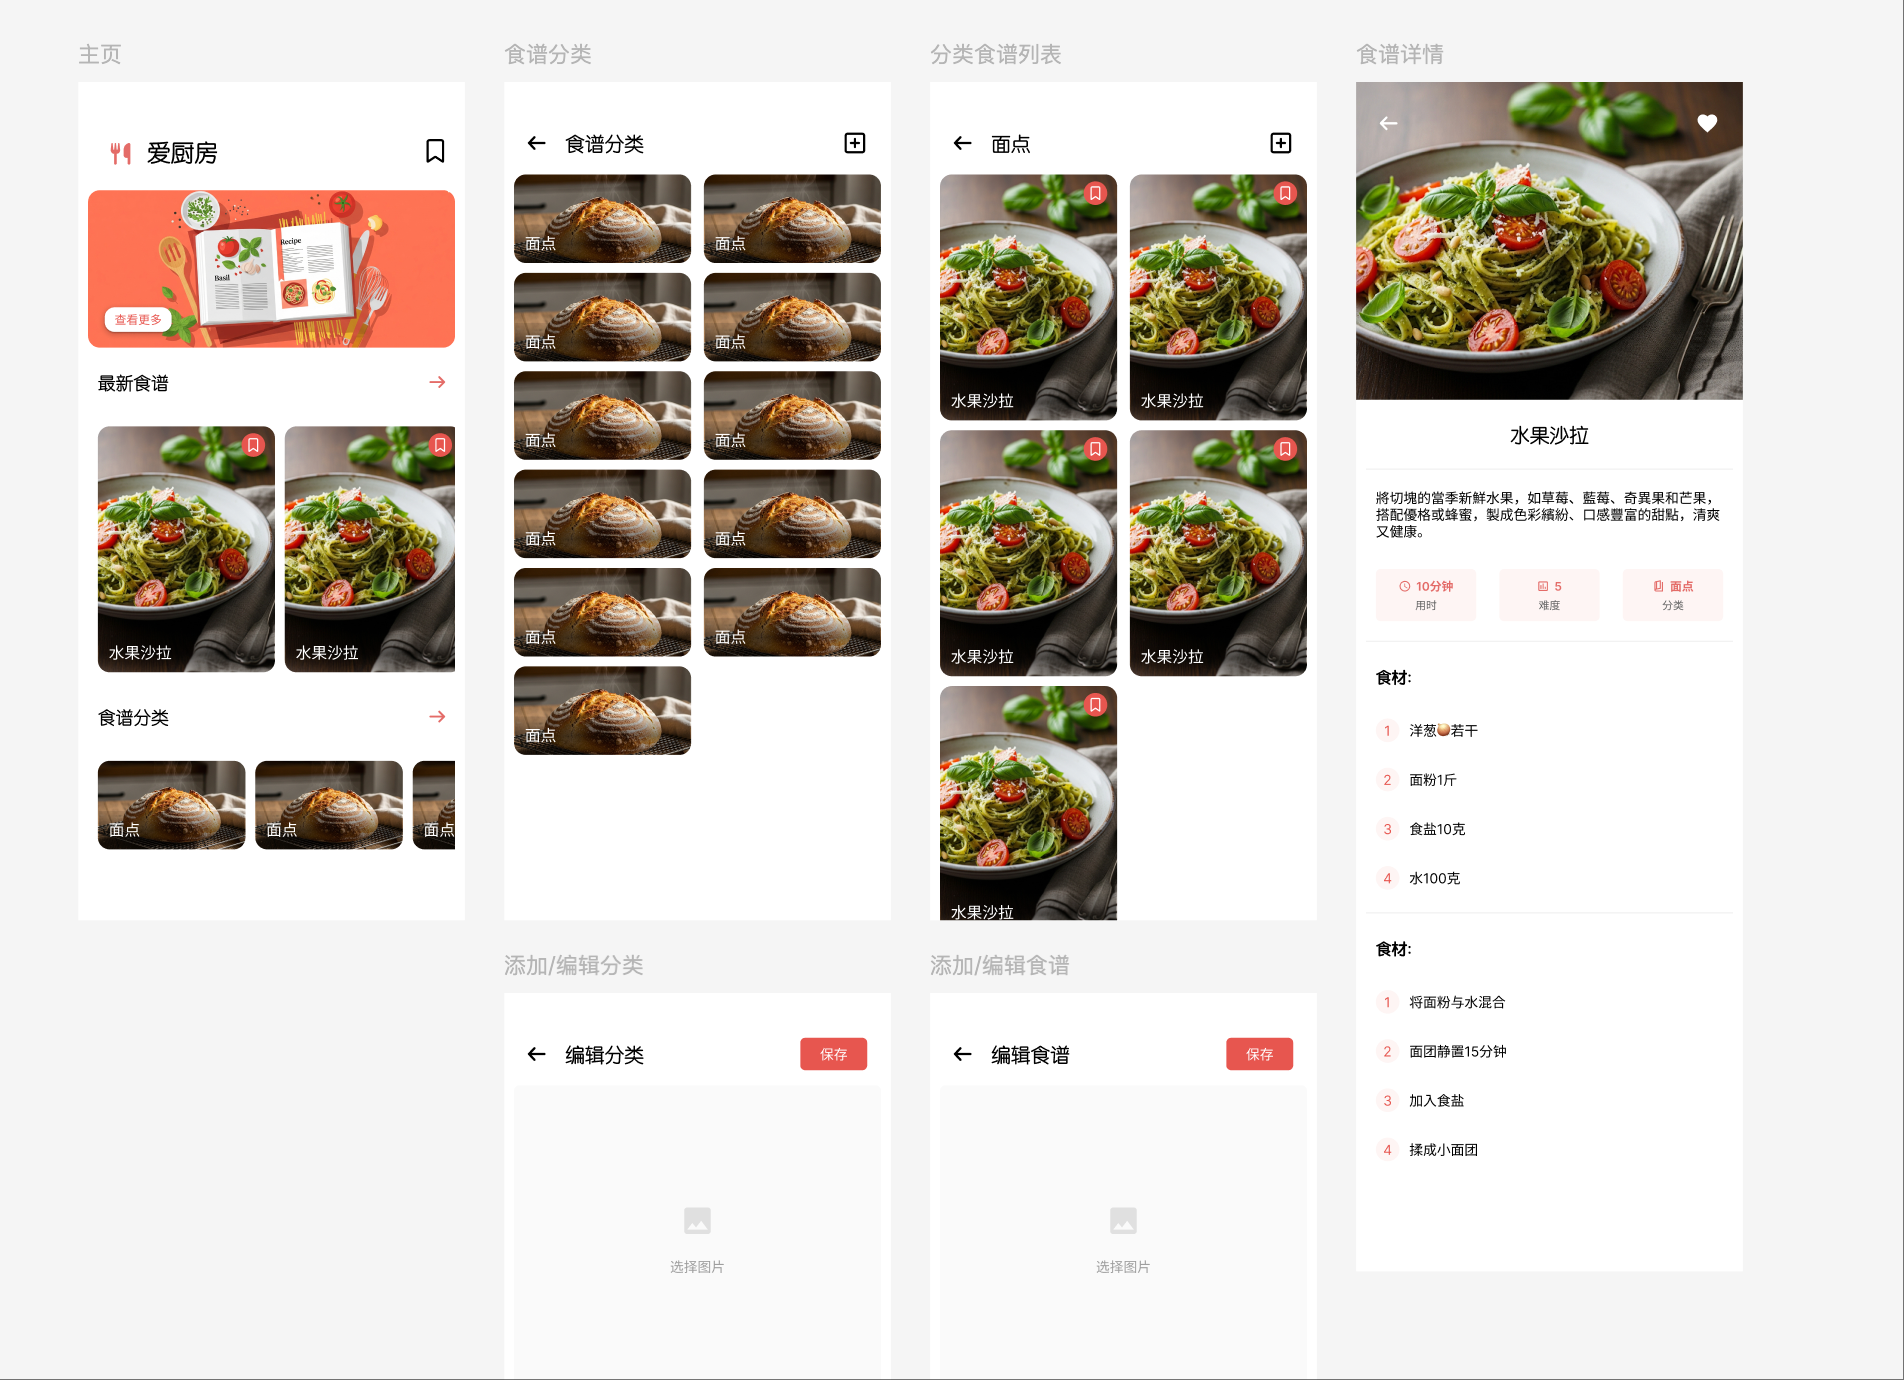 主页
爱厨房
Recipe
Basil
查看更多
最新食谱
水果沙拉
水果沙拉
食谱分类
面点
面点
面点
食谱分类
食谱分类
面点
面点
面点
面点
面点
面点
面点
面点
面点
面点
面点
分类食谱列表
面点
水果沙拉
水果沙拉
水果沙拉
水果沙拉
水果沙拉
食谱详情
水果沙拉
將切塊的當季新鮮水果，如草莓、藍莓、奇異果和芒果，
搭配優格或蜂蜜，製成色彩繽紛、口感豐富的甜點，清爽
又健康。
10分钟
用时
5
难度
面点
分类
食材:
1 洋葱🥔若干
2 面粉1斤
3 食盐10克
4 水100克
食材:
1 将面粉与水混合
2 面团静置15分钟
3 加入食盐
4 揉成小面团
添加/编辑分类
编辑分类
保存
选择图片
添加/编辑食谱
编辑食谱
保存
选择图片